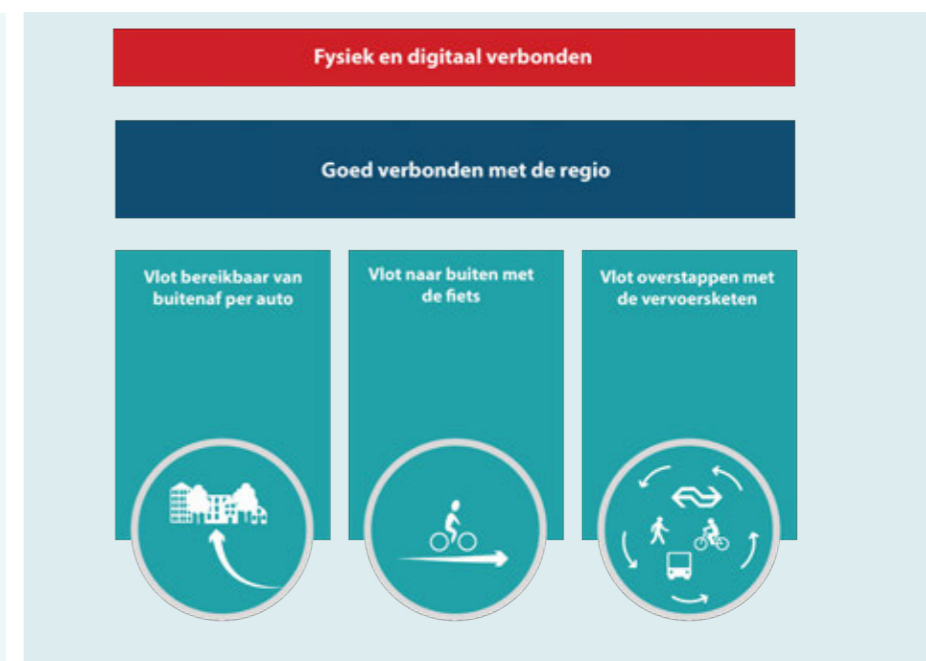 Fysiek en digitaal verbonden
Goed verbonden met de regio
Vlot bereikbaar van
buitenaf per auto
Vlot naar buiten met
de fiets
Vlot overstappen met
de vervoersketen